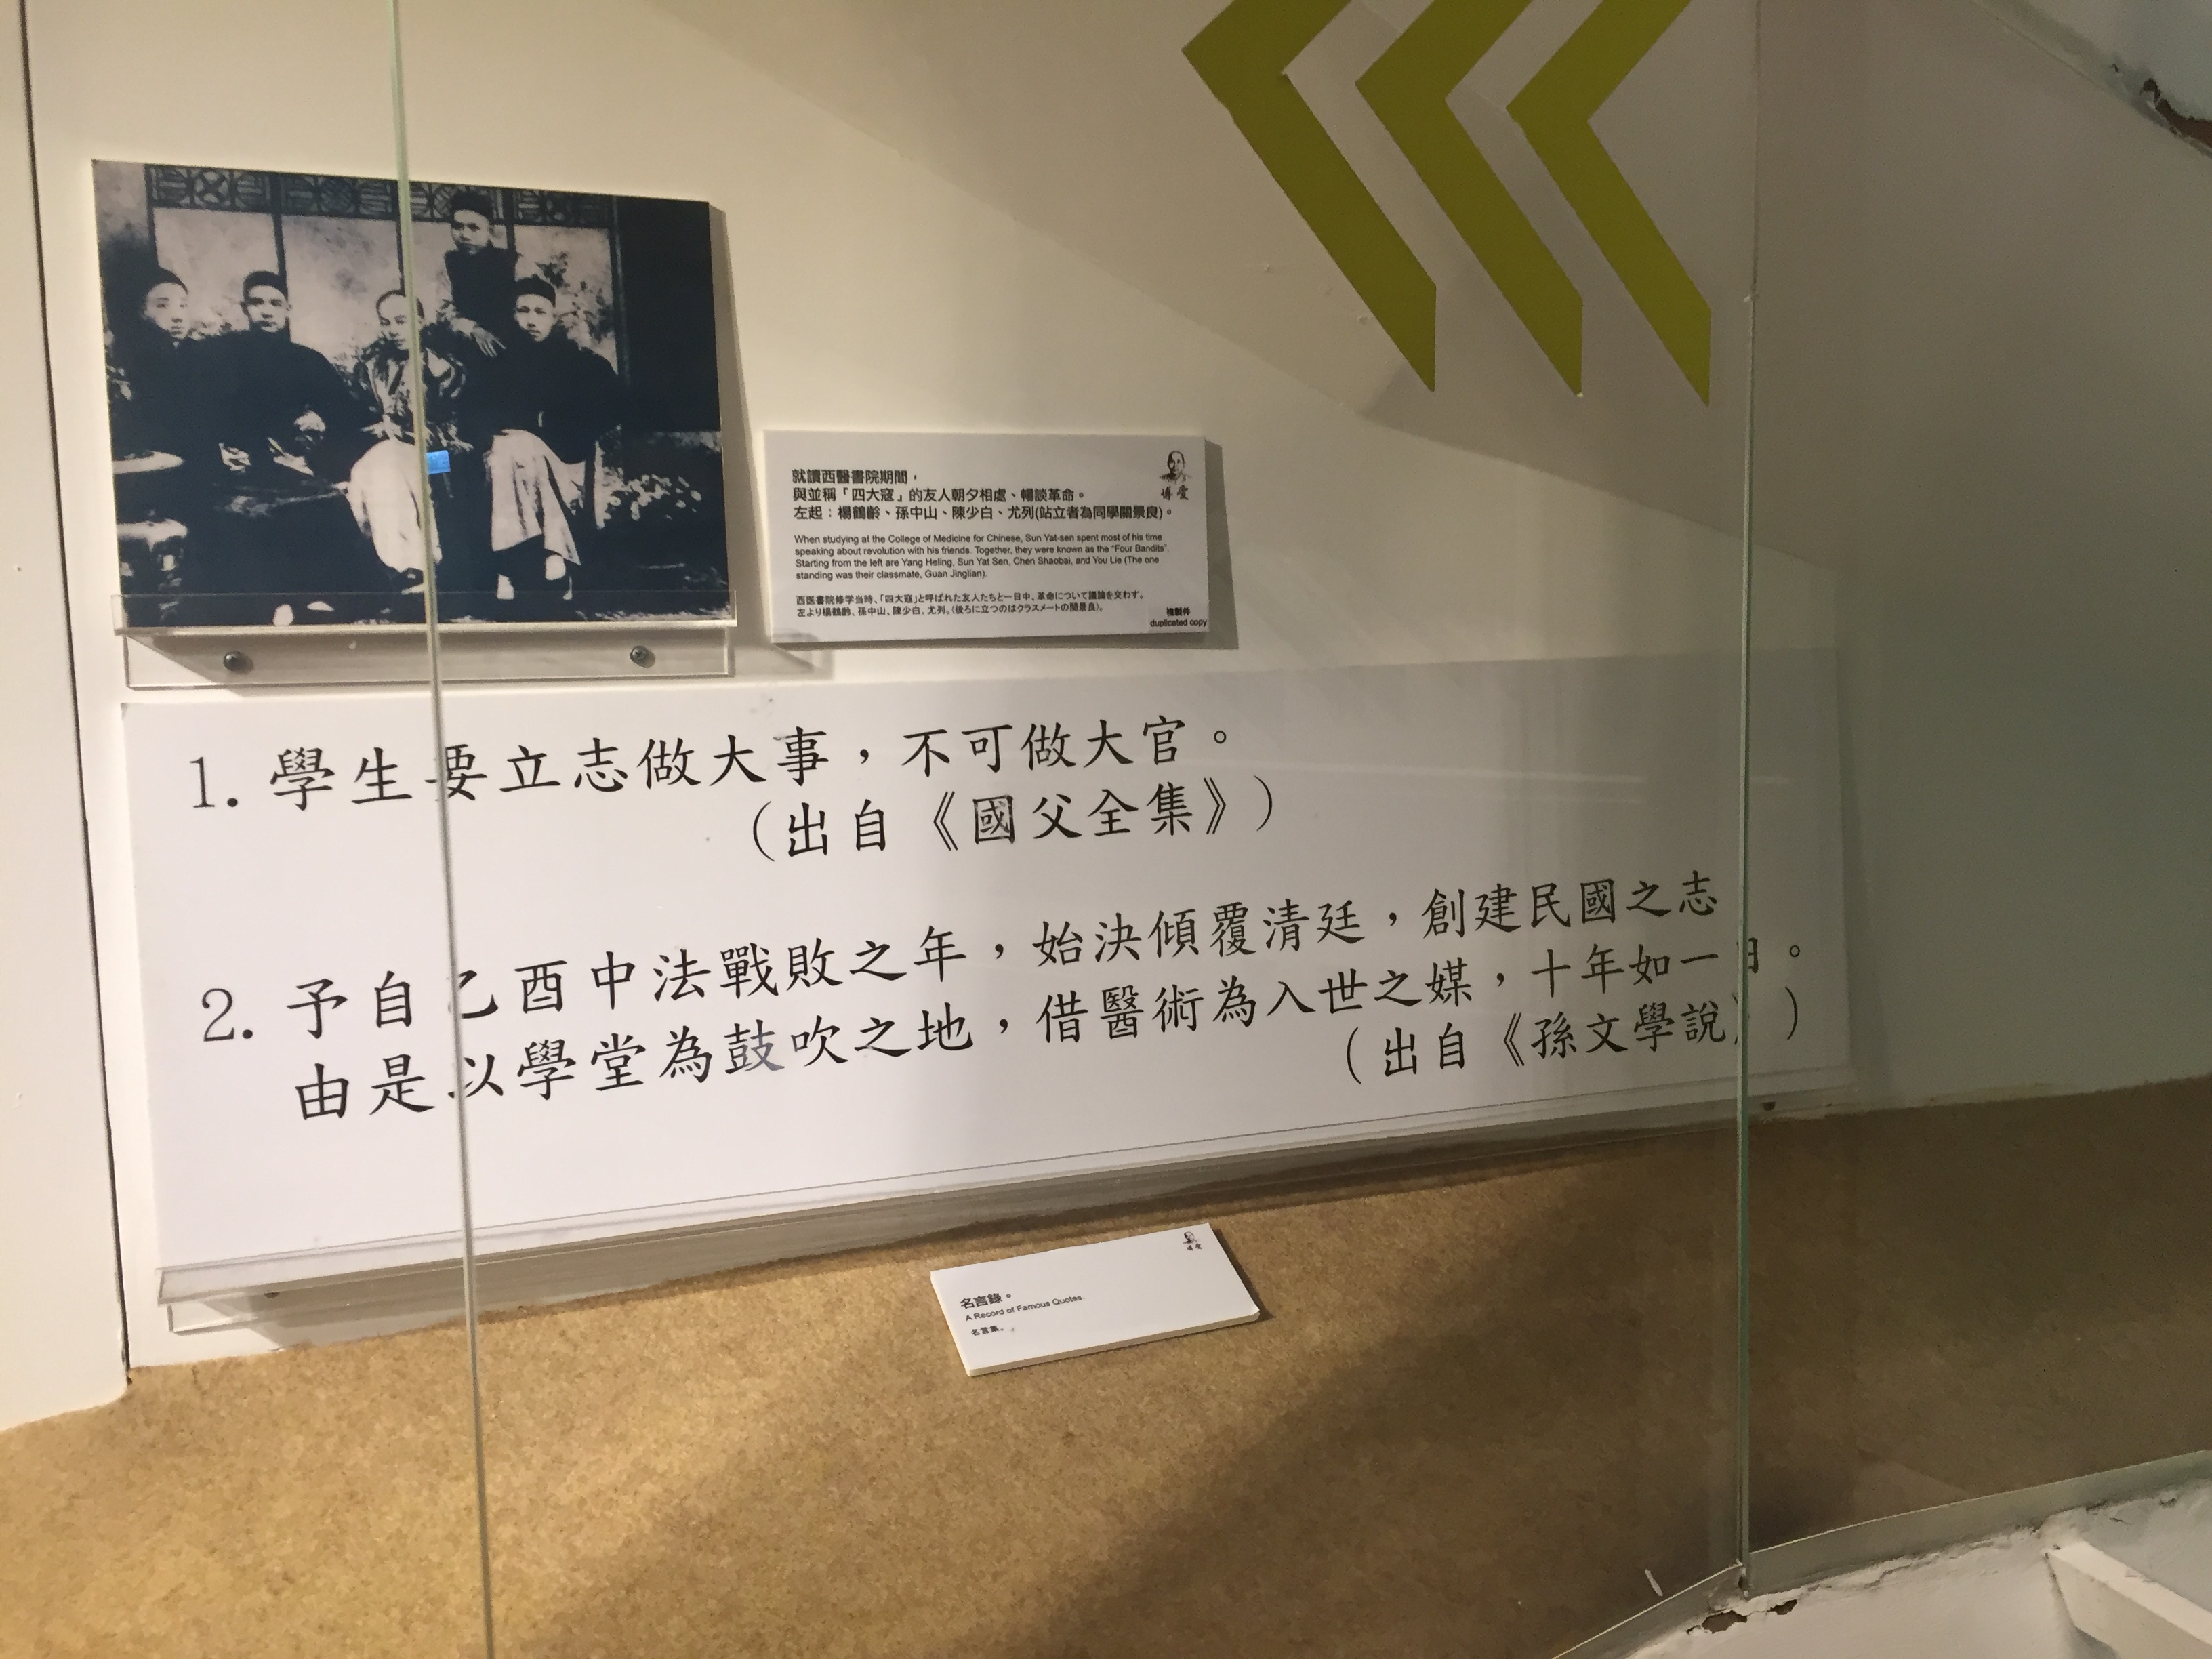 就讀西醫書院期間，
與並稱「四大寇」的友人朝夕相處、暢談革命。
左起：楊鶴齡、孫中山、陳少白、尤列(站立者為同學關景良)。
When studying at the College of Medicine for Chinese, Sun Yat-sen spent most of his time
speaking about revolution with his friends. Together, they were known as the "Four Bandits".
Starting from the left are Yang Heling, Sun Yat Sen, Chen Shaobai, and You Lie (The one
standing was their classmate, Guan Jinglian).
西医書院修学当時、「四大寇」と呼ばれた友人たちと一日中、革命について議論を交わす。
左より楊鶴齡、孫中山、陳少白、尤列。(後ろに立つのはクラスメートの關景良)。
博愛
複製件
duplicated copy
1. 學生要立志做大事，不可做大官。
（出自《國父全集》）
2. 予自乙酉中法戰敗之年，始決傾覆清廷，創建民國之志
由是以學堂為鼓吹之地，借醫術為入世之媒，十年如一日。
（出自《孫文學說》）
博愛
名言錄。
A Record of Famous Quotes.
名言集。